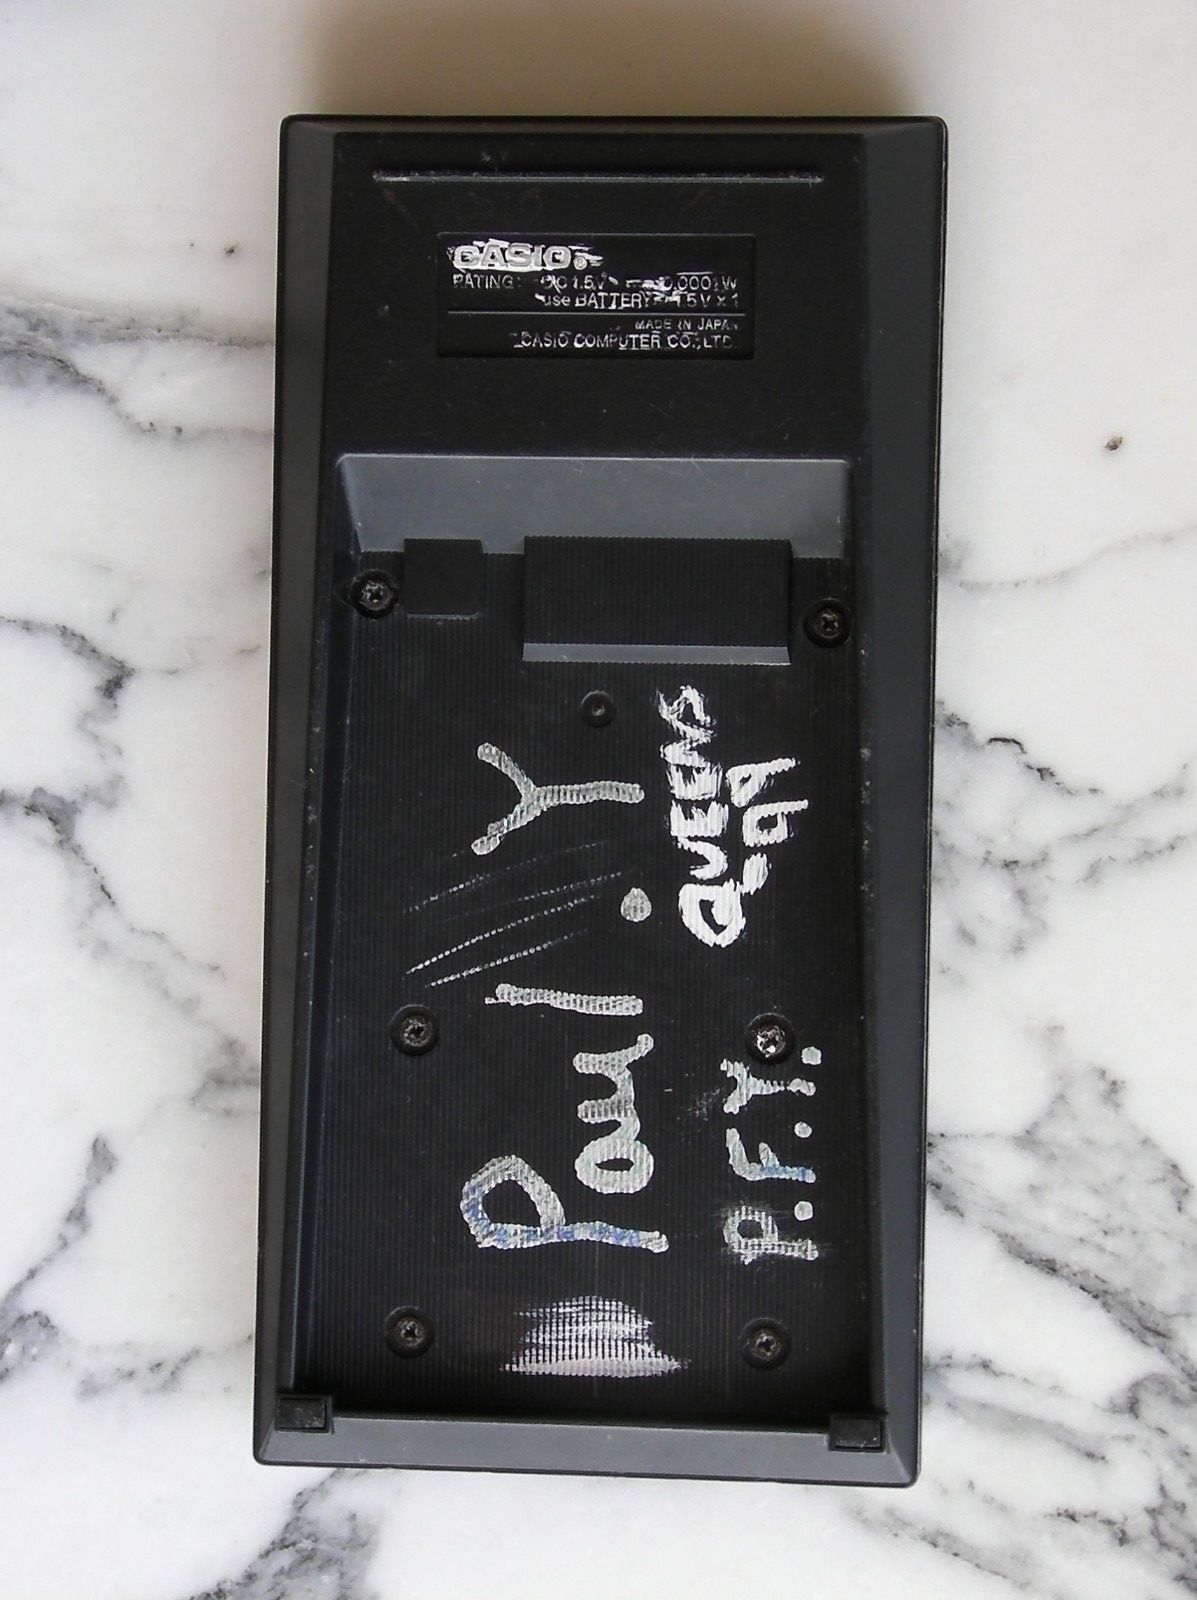 CASIO®
RATING: DC 1.5V 0.0001W
use BATTERY 1.5V×1
MADE IN JAPAN
CASIO COMPUTER CO., LTD.
Paul. Y
QUEENS
P.F.Y.